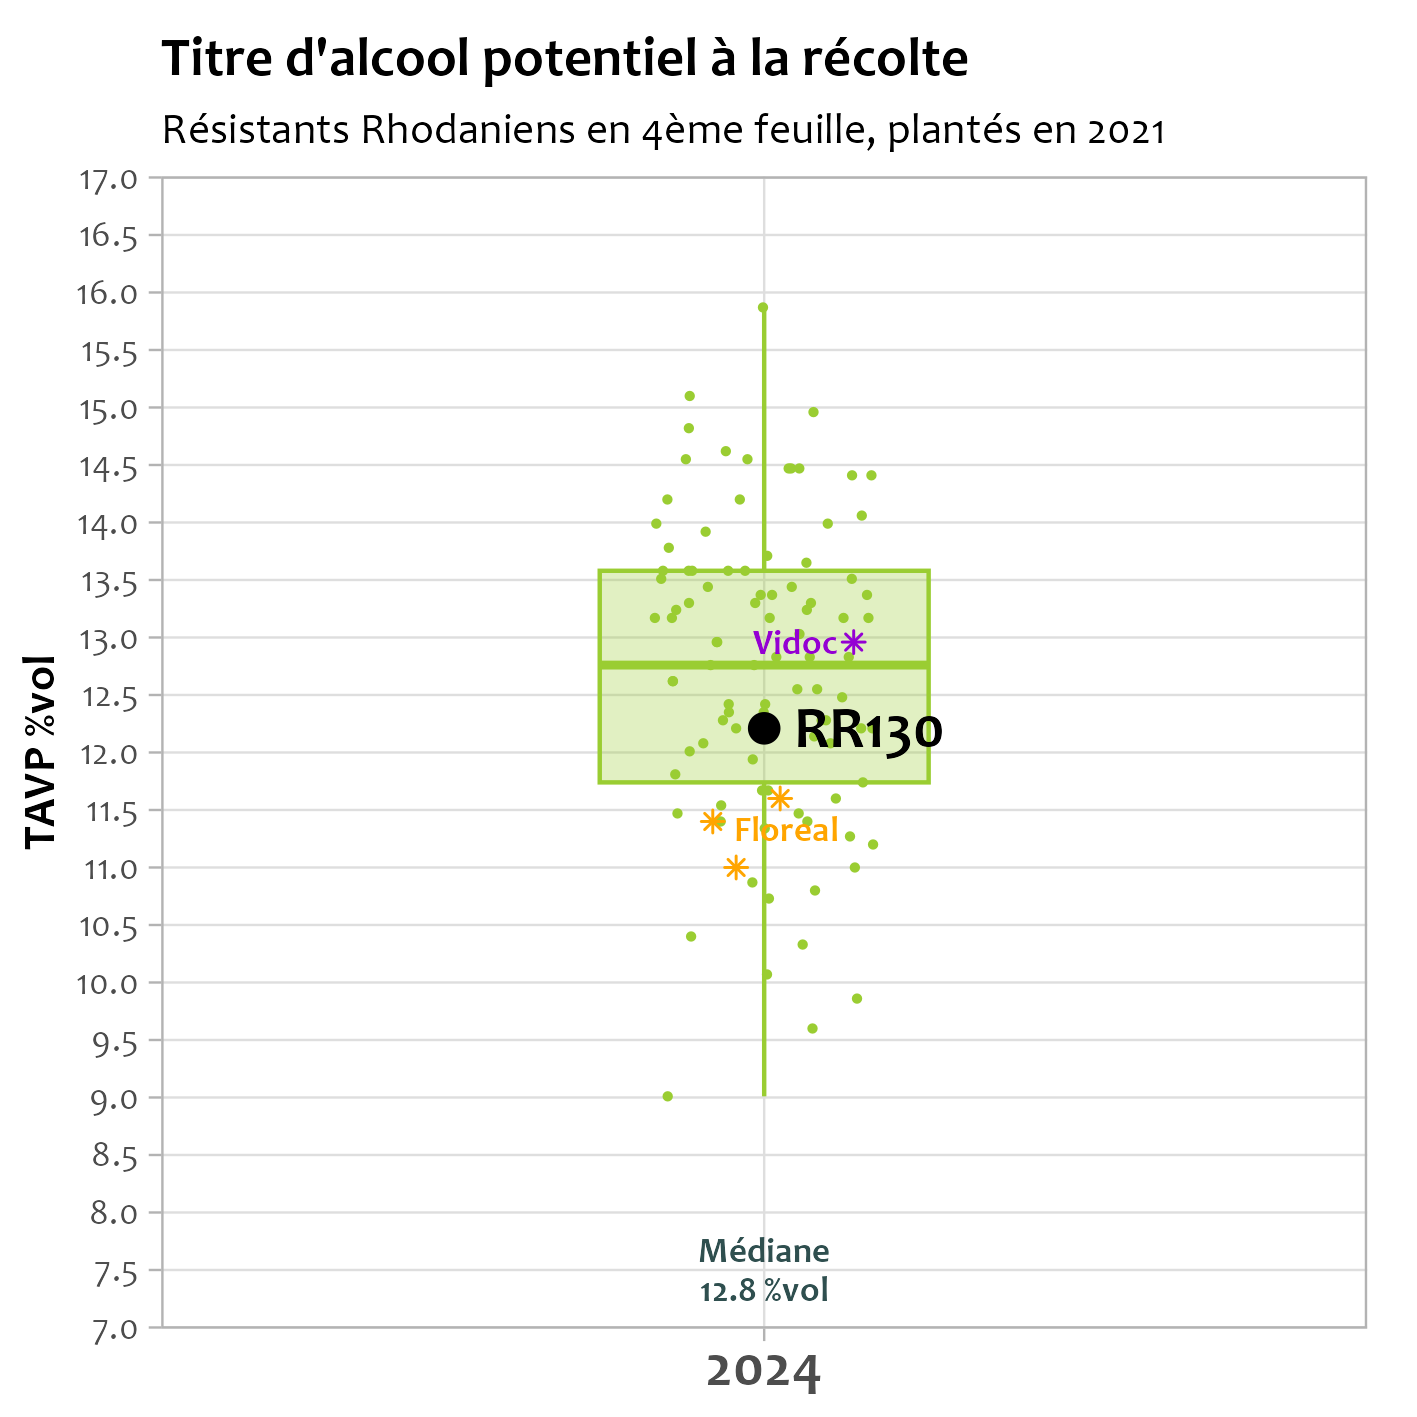 Titre d'alcool potentiel à la récolte
Résistants Rhodaniens en 4ème feuille, plantés en 2021
TAVP %vol
17.0
16.5
16.0
15.5
15.0
14.5
14.0
13.5
13.0
12.5
12.0
11.5
11.0
10.5
10.0
9.5
9.0
8.5
8.0
7.5
7.0
Vidoc
RR130
Floreal
Médiane
12.8 %vol
2024